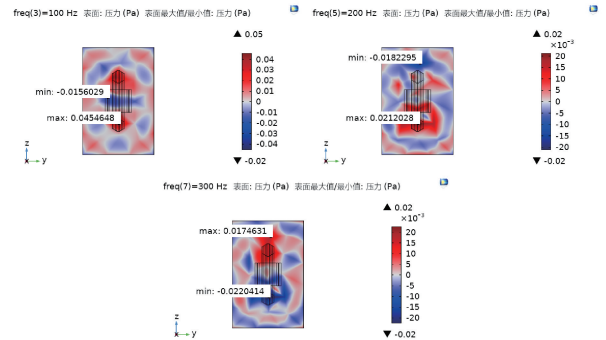 freq(3)=100 Hz 表面: 压力 (Pa) 表面最大值/最小值: 压力 (Pa)
▲ 0.05
0.04
0.03
0.02
0.01
0
-0.01
-0.02
-0.03
-0.04
▼ -0.02
min: -0.0156029
max: 0.0454648
z
x
y
freq(5)=200 Hz 表面: 压力 (Pa) 表面最大值/最小值: 压力 (Pa)
▲ 0.02
×10⁻³
20
15
10
5
0
-5
-10
-15
-20
▼ -0.02
min: -0.0182295
max: 0.0212028
z
x
y
freq(7)=300 Hz 表面: 压力 (Pa) 表面最大值/最小值: 压力 (Pa)
▲ 0.02
×10⁻³
20
15
10
5
0
-5
-10
-15
-20
▼ -0.02
max: 0.0174631
min: -0.0220414
z
x
y